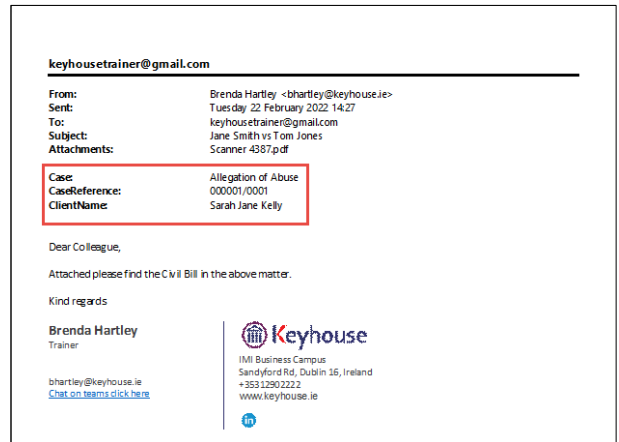 keyhousetrainer@gmail.com
From: Brenda Hartley <bhartley@keyhouse.ie>
Sent: Tuesday 22 February 2022 14:27
To: keyhousetrainer@gmail.com
Subject: Jane Smith vs Tom Jones
Attachments: Scanner 4387.pdf
Case: Allegation of Abuse
CaseReference: 000001/0001
ClientName: Sarah Jane Kelly
Dear Colleague,
Attached please find the Civil Bill in the above matter.
Kind regards
Brenda Hartley
Trainer
bhartley@keyhouse.ie
Chat on teams click here
Keyhouse
IMI Business Campus
Sandyford Rd, Dublin 16, Ireland
+35312902222
www.keyhouse.ie
in